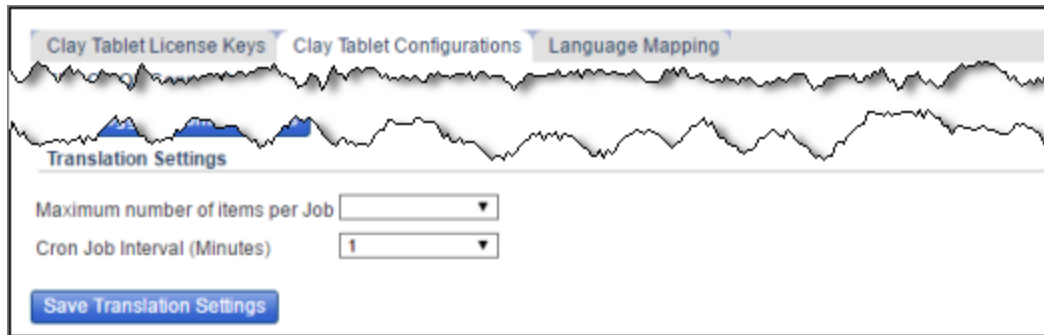 Clay Tablet License Keys Clay Tablet Configurations Language Mapping
Translation Settings
Maximum number of items per Job
Cron Job Interval (Minutes) 1
Save Translation Settings